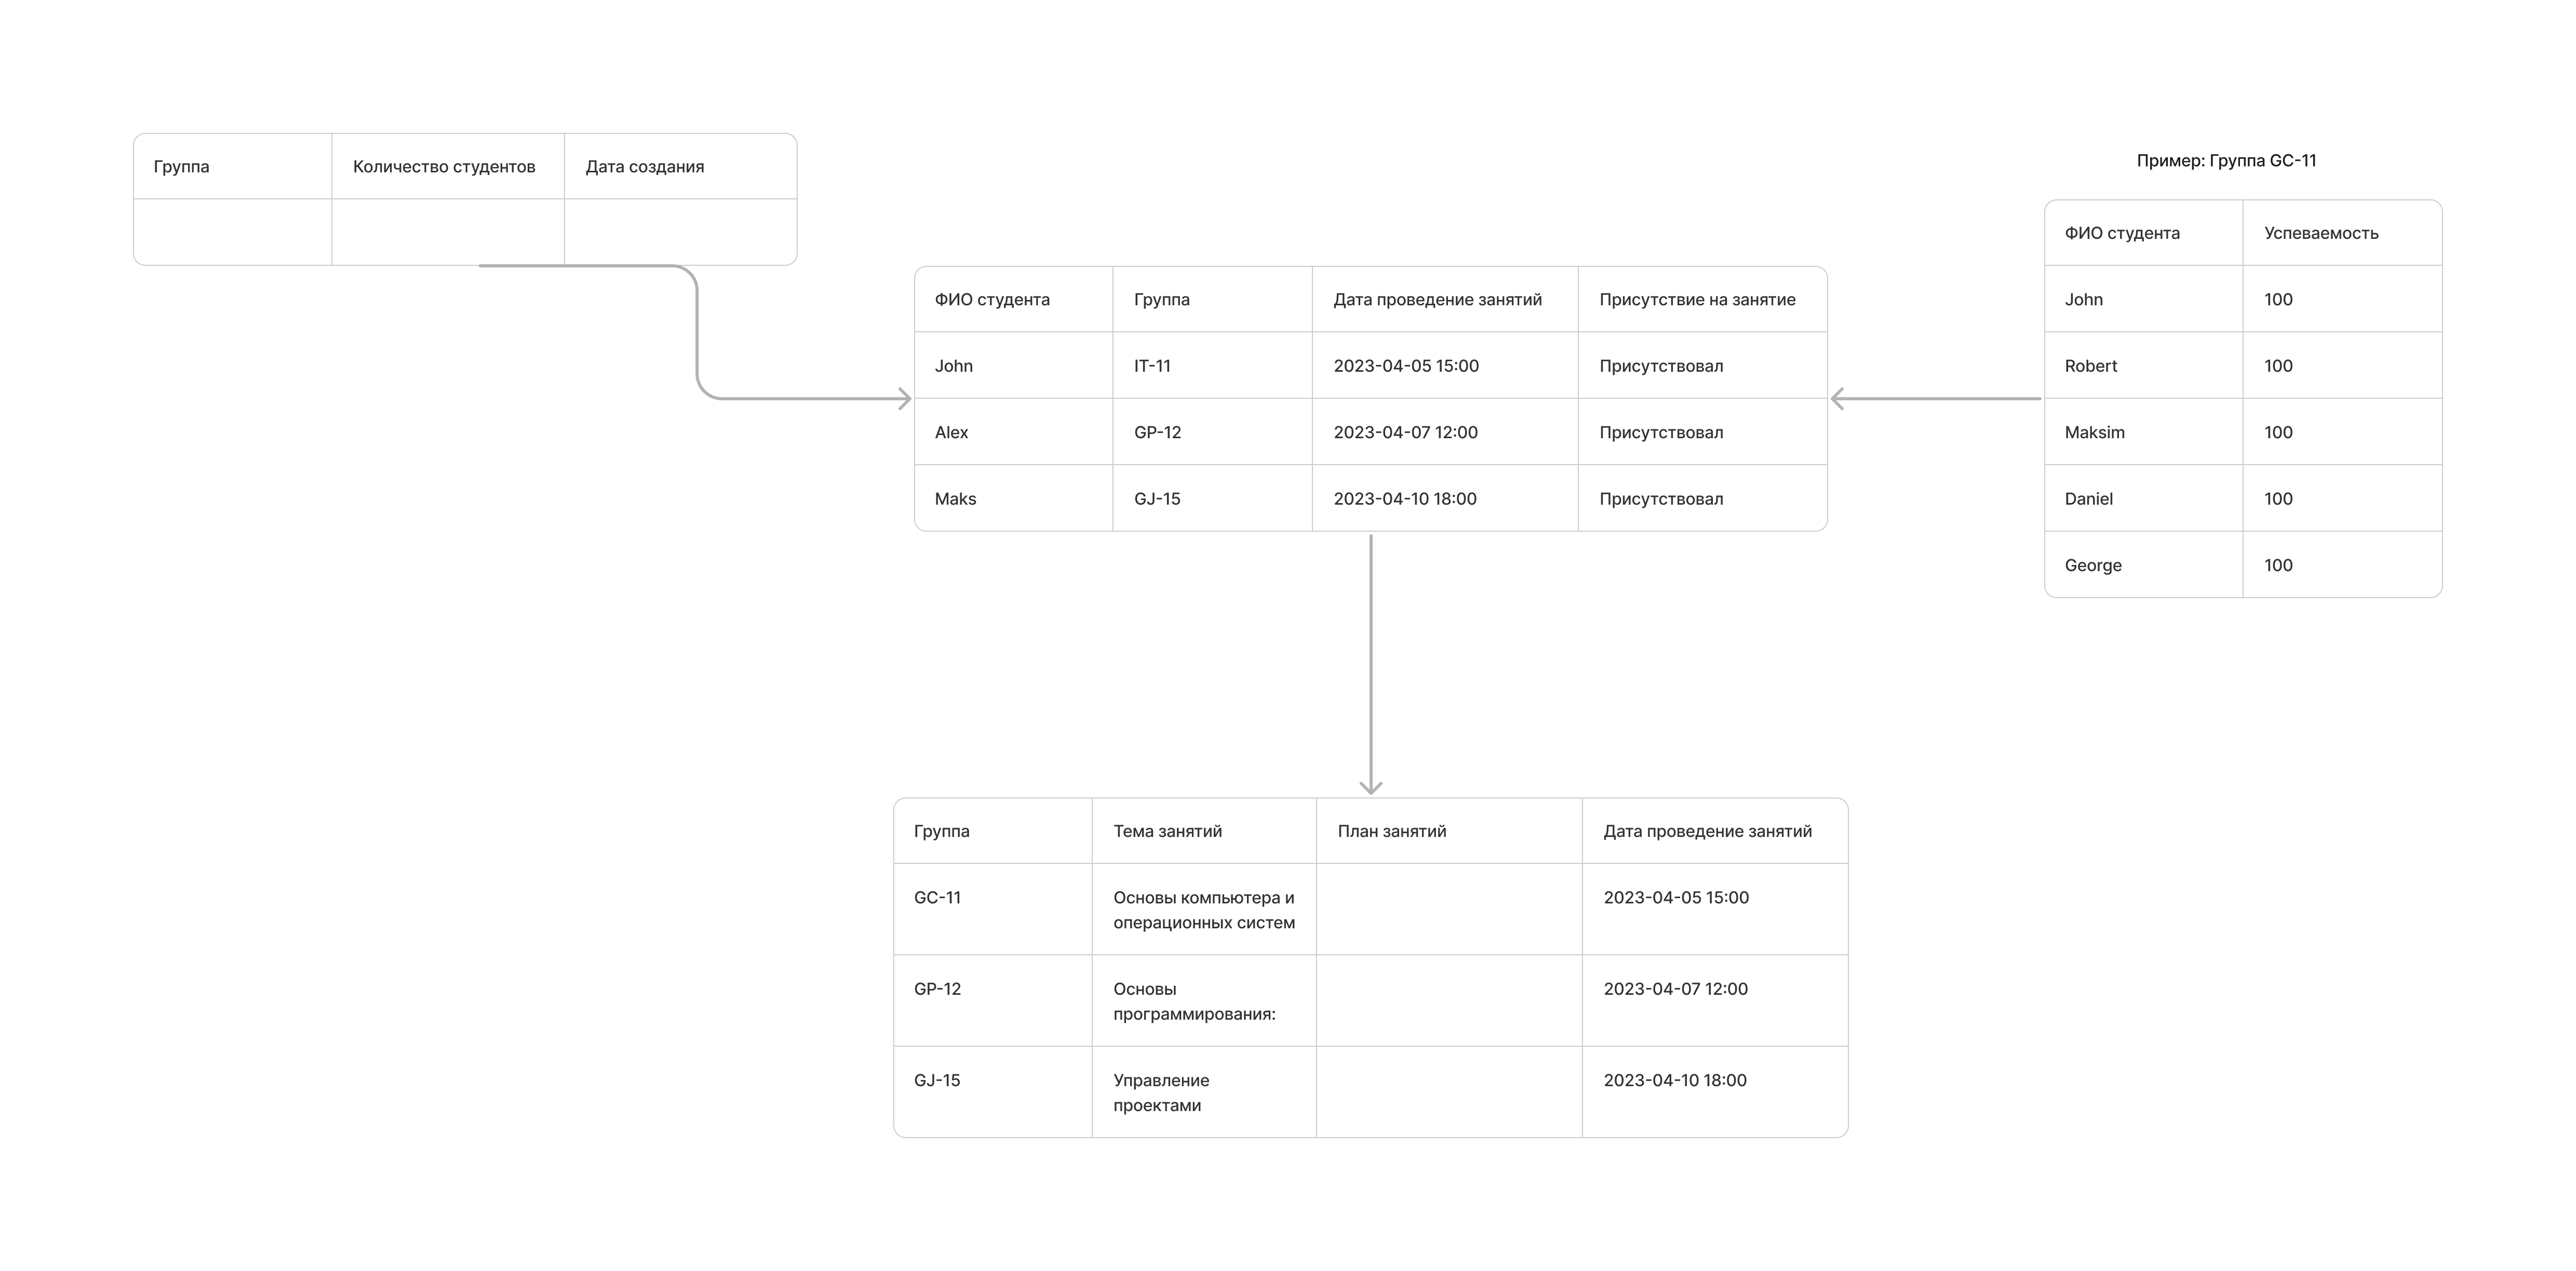 Группа
Количество студентов
Дата создания
ФИО студента
Группа
Дата проведение занятий
Присутствие на занятие
John
IT-11
2023-04-05 15:00
Присутствовал
Alex
GP-12
2023-04-07 12:00
Присутствовал
Maks
GJ-15
2023-04-10 18:00
Присутствовал
Пример: Группа GC-11
ФИО студента
Успеваемость
John
100
Robert
100
Maksim
100
Daniel
100
George
100
Группа
Тема занятий
План занятий
Дата проведение занятий
GC-11
Основы компьютера и
операционных систем
2023-04-05 15:00
GP-12
Основы
программирования:
2023-04-07 12:00
GJ-15
Управление
проектами
2023-04-10 18:00